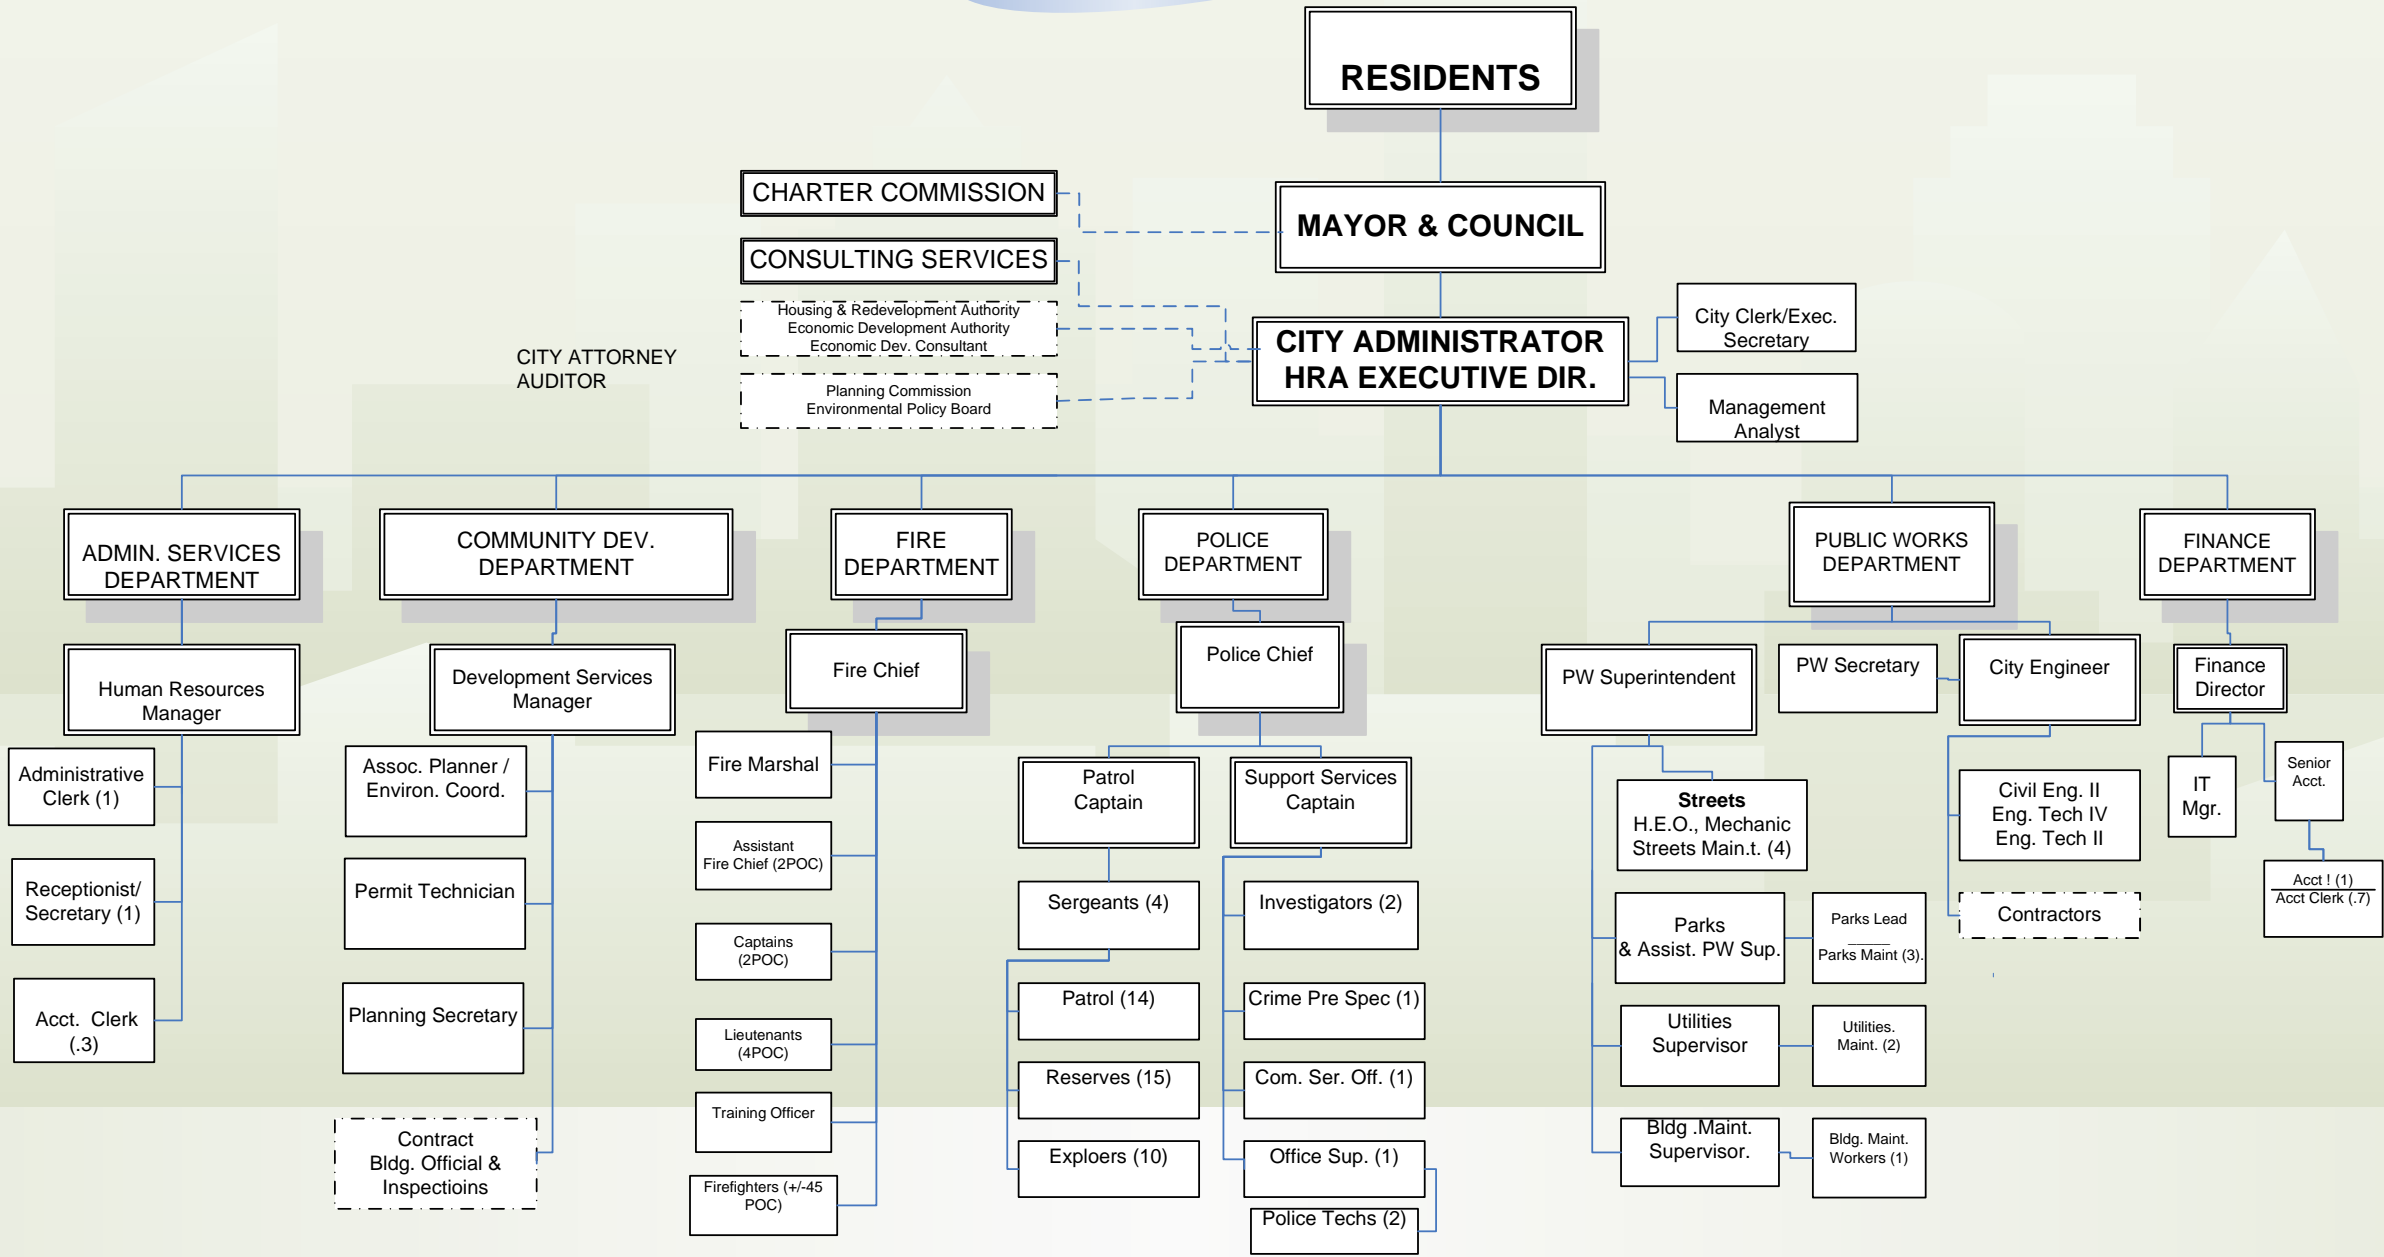 RESIDENTS
CHARTER COMMISSION
MAYOR & COUNCIL
CONSULTING SERVICES
Housing & Redevelopment Authority
Economic Development Authority
Economic Dev. Consultant
CITY ATTORNEY
AUDITOR
Planning Commission
Environmental Policy Board
CITY ADMINISTRATOR
HRA EXECUTIVE DIR.
City Clerk/Exec.
Secretary
Management
Analyst
ADMIN. SERVICES
DEPARTMENT
COMMUNITY DEV.
DEPARTMENT
FIRE
DEPARTMENT
POLICE
DEPARTMENT
PUBLIC WORKS
DEPARTMENT
FINANCE
DEPARTMENT
Human Resources
Manager
Development Services
Manager
Fire Chief
Police Chief
PW Superintendent
PW Secretary
City Engineer
Finance
Director
Administrative
Clerk (1)
Receptionist/
Secretary (1)
Acct.  Clerk
(.3)
Assoc. Planner /
Environ. Coord.
Permit Technician
Planning Secretary
Contract
Bldg. Official &
Inspectioins
Fire Marshal
Assistant
Fire Chief (2POC)
Captains
(2POC)
Lieutenants
(4POC)
Training Officer
Firefighters (+/-45
POC)
Patrol
Captain
Sergeants (4)
Patrol (14)
Reserves (15)
Exploers (10)
Support Services
Captain
Investigators (2)
Crime Pre Spec (1)
Com. Ser. Off. (1)
Office Sup. (1)
Police Techs (2)
Streets
H.E.O., Mechanic
Streets Main.t. (4)
Parks
& Assist. PW Sup.
Parks Lead
Parks Maint (3).
Utilities
Supervisor
Utilities.
Maint. (2)
Bldg .Maint.
Supervisor.
Bldg. Maint.
Workers (1)
Civil Eng. II
Eng. Tech IV
Eng. Tech II
Contractors
IT
Mgr.
Senior
Acct.
Acct ! (1)
Acct Clerk (.7)